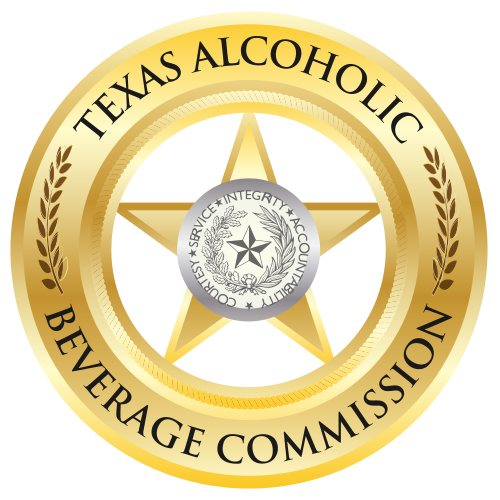 TEXAS ALCOHOLIC
BEVERAGE COMMISSION
COURTESY★SERVICE★INTEGRITY★ACCOUNTABILITY